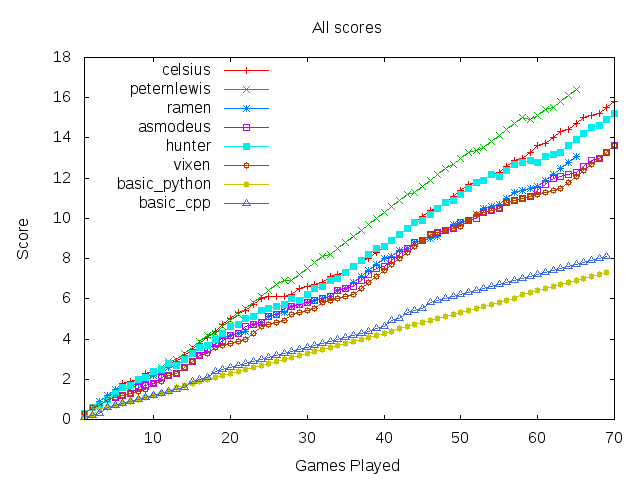 All scores
18
16
14
12
10
8
6
4
2
0
Score
celsius
peternlewis
ramen
asmodeus
hunter
vixen
basic_python
basic_cpp
10 20 30 40 50 60 70
Games Played